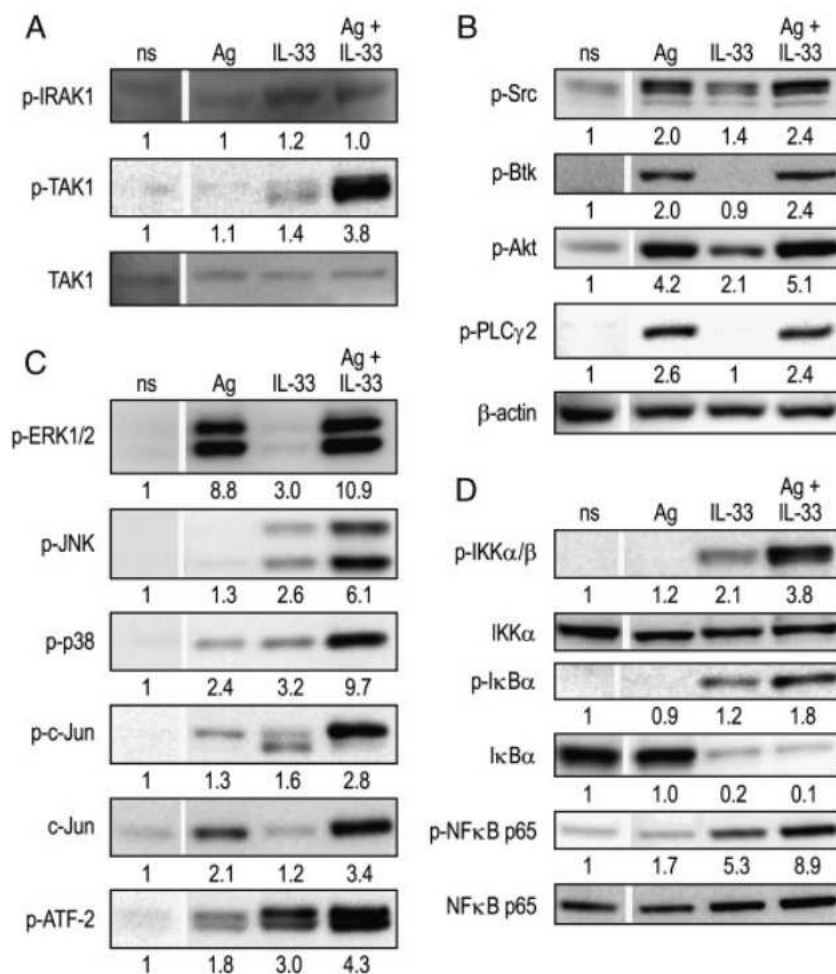 A
ns Ag IL-33 Ag + IL-33
p-IRAK1
1 1 1.2 1.0
p-TAK1
1 1.1 1.4 3.8
TAK1
B
ns Ag IL-33 Ag + IL-33
p-Src
1 2.0 1.4 2.4
p-Btk
1 2.0 0.9 2.4
p-Akt
1 4.2 2.1 5.1
p-PLCγ2
1 2.6 1 2.4
β-actin
C
ns Ag IL-33 Ag + IL-33
p-ERK1/2
1 8.8 3.0 10.9
p-JNK
1 1.3 2.6 6.1
p-p38
1 2.4 3.2 9.7
p-c-Jun
1 1.3 1.6 2.8
c-Jun
1 2.1 1.2 3.4
p-ATF-2
1 1.8 3.0 4.3
D
ns Ag IL-33 Ag + IL-33
p-IKKα/β
1 1.2 2.1 3.8
IKKα
p-IκBα
1 0.9 1.2 1.8
IκBα
1 1.0 0.2 0.1
p-NFκB p65
1 1.7 5.3 8.9
NFκB p65